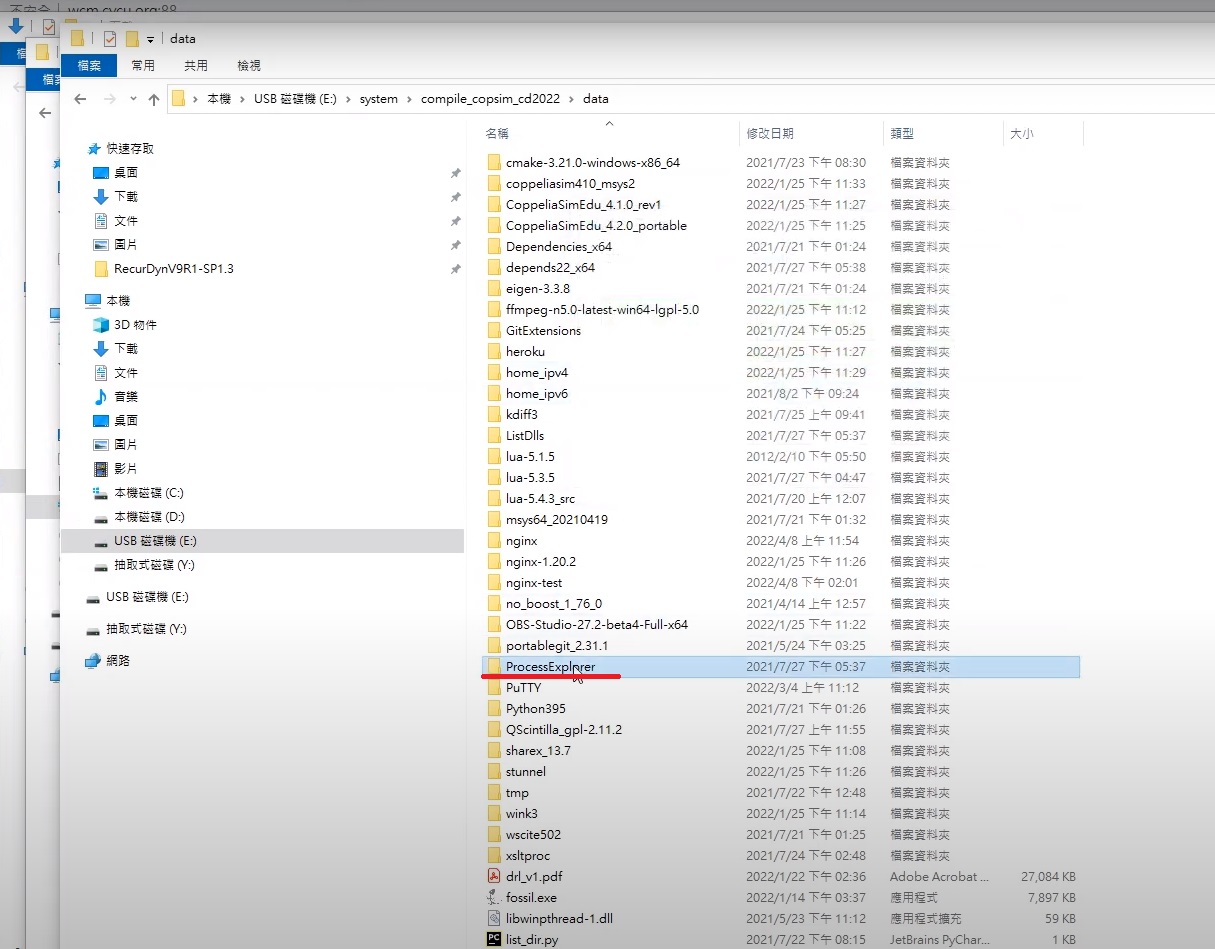 不安全 | wcm.cycu.org:88
data
檔案 常用 共用 檢視
本機 > USB 磁碟機 (E:) > system > compile_copsim_cd2022 > data
名稱 修改日期 類型 大小
快速存取
桌面
下載
文件
圖片
RecurDynV9R1-SP1.3
本機
3D 物件
下載
文件
音樂
桌面
圖片
影片
本機磁碟 (C:)
本機磁碟 (D:)
USB 磁碟機 (E:)
抽取式磁碟 (Y:)
USB 磁碟機 (E:)
抽取式磁碟 (Y:)
網路
cmake-3.21.0-windows-x86_64 2021/7/23 下午 08:30 檔案資料夾
coppeliasim410_msys2 2022/1/25 下午 11:33 檔案資料夾
CoppeliaSimEdu_4.1.0_rev1 2022/1/25 下午 11:27 檔案資料夾
CoppeliaSimEdu_4.2.0_portable 2022/1/25 下午 11:25 檔案資料夾
Dependencies_x64 2021/7/21 下午 01:24 檔案資料夾
depends22_x64 2021/7/27 下午 05:38 檔案資料夾
eigen-3.3.8 2021/7/21 下午 01:24 檔案資料夾
ffmpeg-n5.0-latest-win64-lgpl-5.0 2022/1/25 下午 11:12 檔案資料夾
GitExtensions 2021/7/24 下午 05:25 檔案資料夾
heroku 2022/1/25 下午 11:27 檔案資料夾
home_ipv4 2022/1/25 下午 11:29 檔案資料夾
home_ipv6 2021/8/2 下午 09:24 檔案資料夾
kdiff3 2021/7/25 上午 09:41 檔案資料夾
ListDlls 2021/7/27 下午 05:37 檔案資料夾
lua-5.1.5 2012/2/10 下午 05:50 檔案資料夾
lua-5.3.5 2021/7/27 下午 04:47 檔案資料夾
lua-5.4.3_src 2021/7/20 上午 12:07 檔案資料夾
msys64_20210419 2021/7/21 下午 01:32 檔案資料夾
nginx 2022/4/8 上午 11:54 檔案資料夾
nginx-1.20.2 2022/1/25 下午 11:26 檔案資料夾
nginx-test 2022/4/8 下午 02:01 檔案資料夾
no_boost_1_76_0 2021/4/14 上午 12:57 檔案資料夾
OBS-Studio-27.2-beta4-Full-x64 2022/1/25 下午 11:22 檔案資料夾
portablegit_2.31.1 2021/5/24 下午 03:25 檔案資料夾
ProcessExplorer 2021/7/27 下午 05:37 檔案資料夾
PuTTY 2022/3/4 上午 11:12 檔案資料夾
Python395 2021/7/21 下午 01:26 檔案資料夾
QScintilla_gpl-2.11.2 2021/7/27 上午 11:55 檔案資料夾
sharex_13.7 2022/1/25 下午 11:08 檔案資料夾
stunnel 2022/1/25 下午 11:26 檔案資料夾
tmp 2021/7/22 下午 12:48 檔案資料夾
wink3 2022/1/25 下午 11:14 檔案資料夾
wscite502 2021/7/21 下午 01:25 檔案資料夾
xsltproc 2021/7/24 下午 02:48 檔案資料夾
drl_v1.pdf 2022/1/22 下午 02:36 Adobe Acrobat ... 27,084 KB
fossil.exe 2022/1/14 下午 03:37 應用程式 7,897 KB
libwinpthread-1.dll 2021/5/23 下午 11:12 應用程式擴充 59 KB
list_dir.py 2021/7/22 下午 08:15 JetBrains PyChar... 1 KB